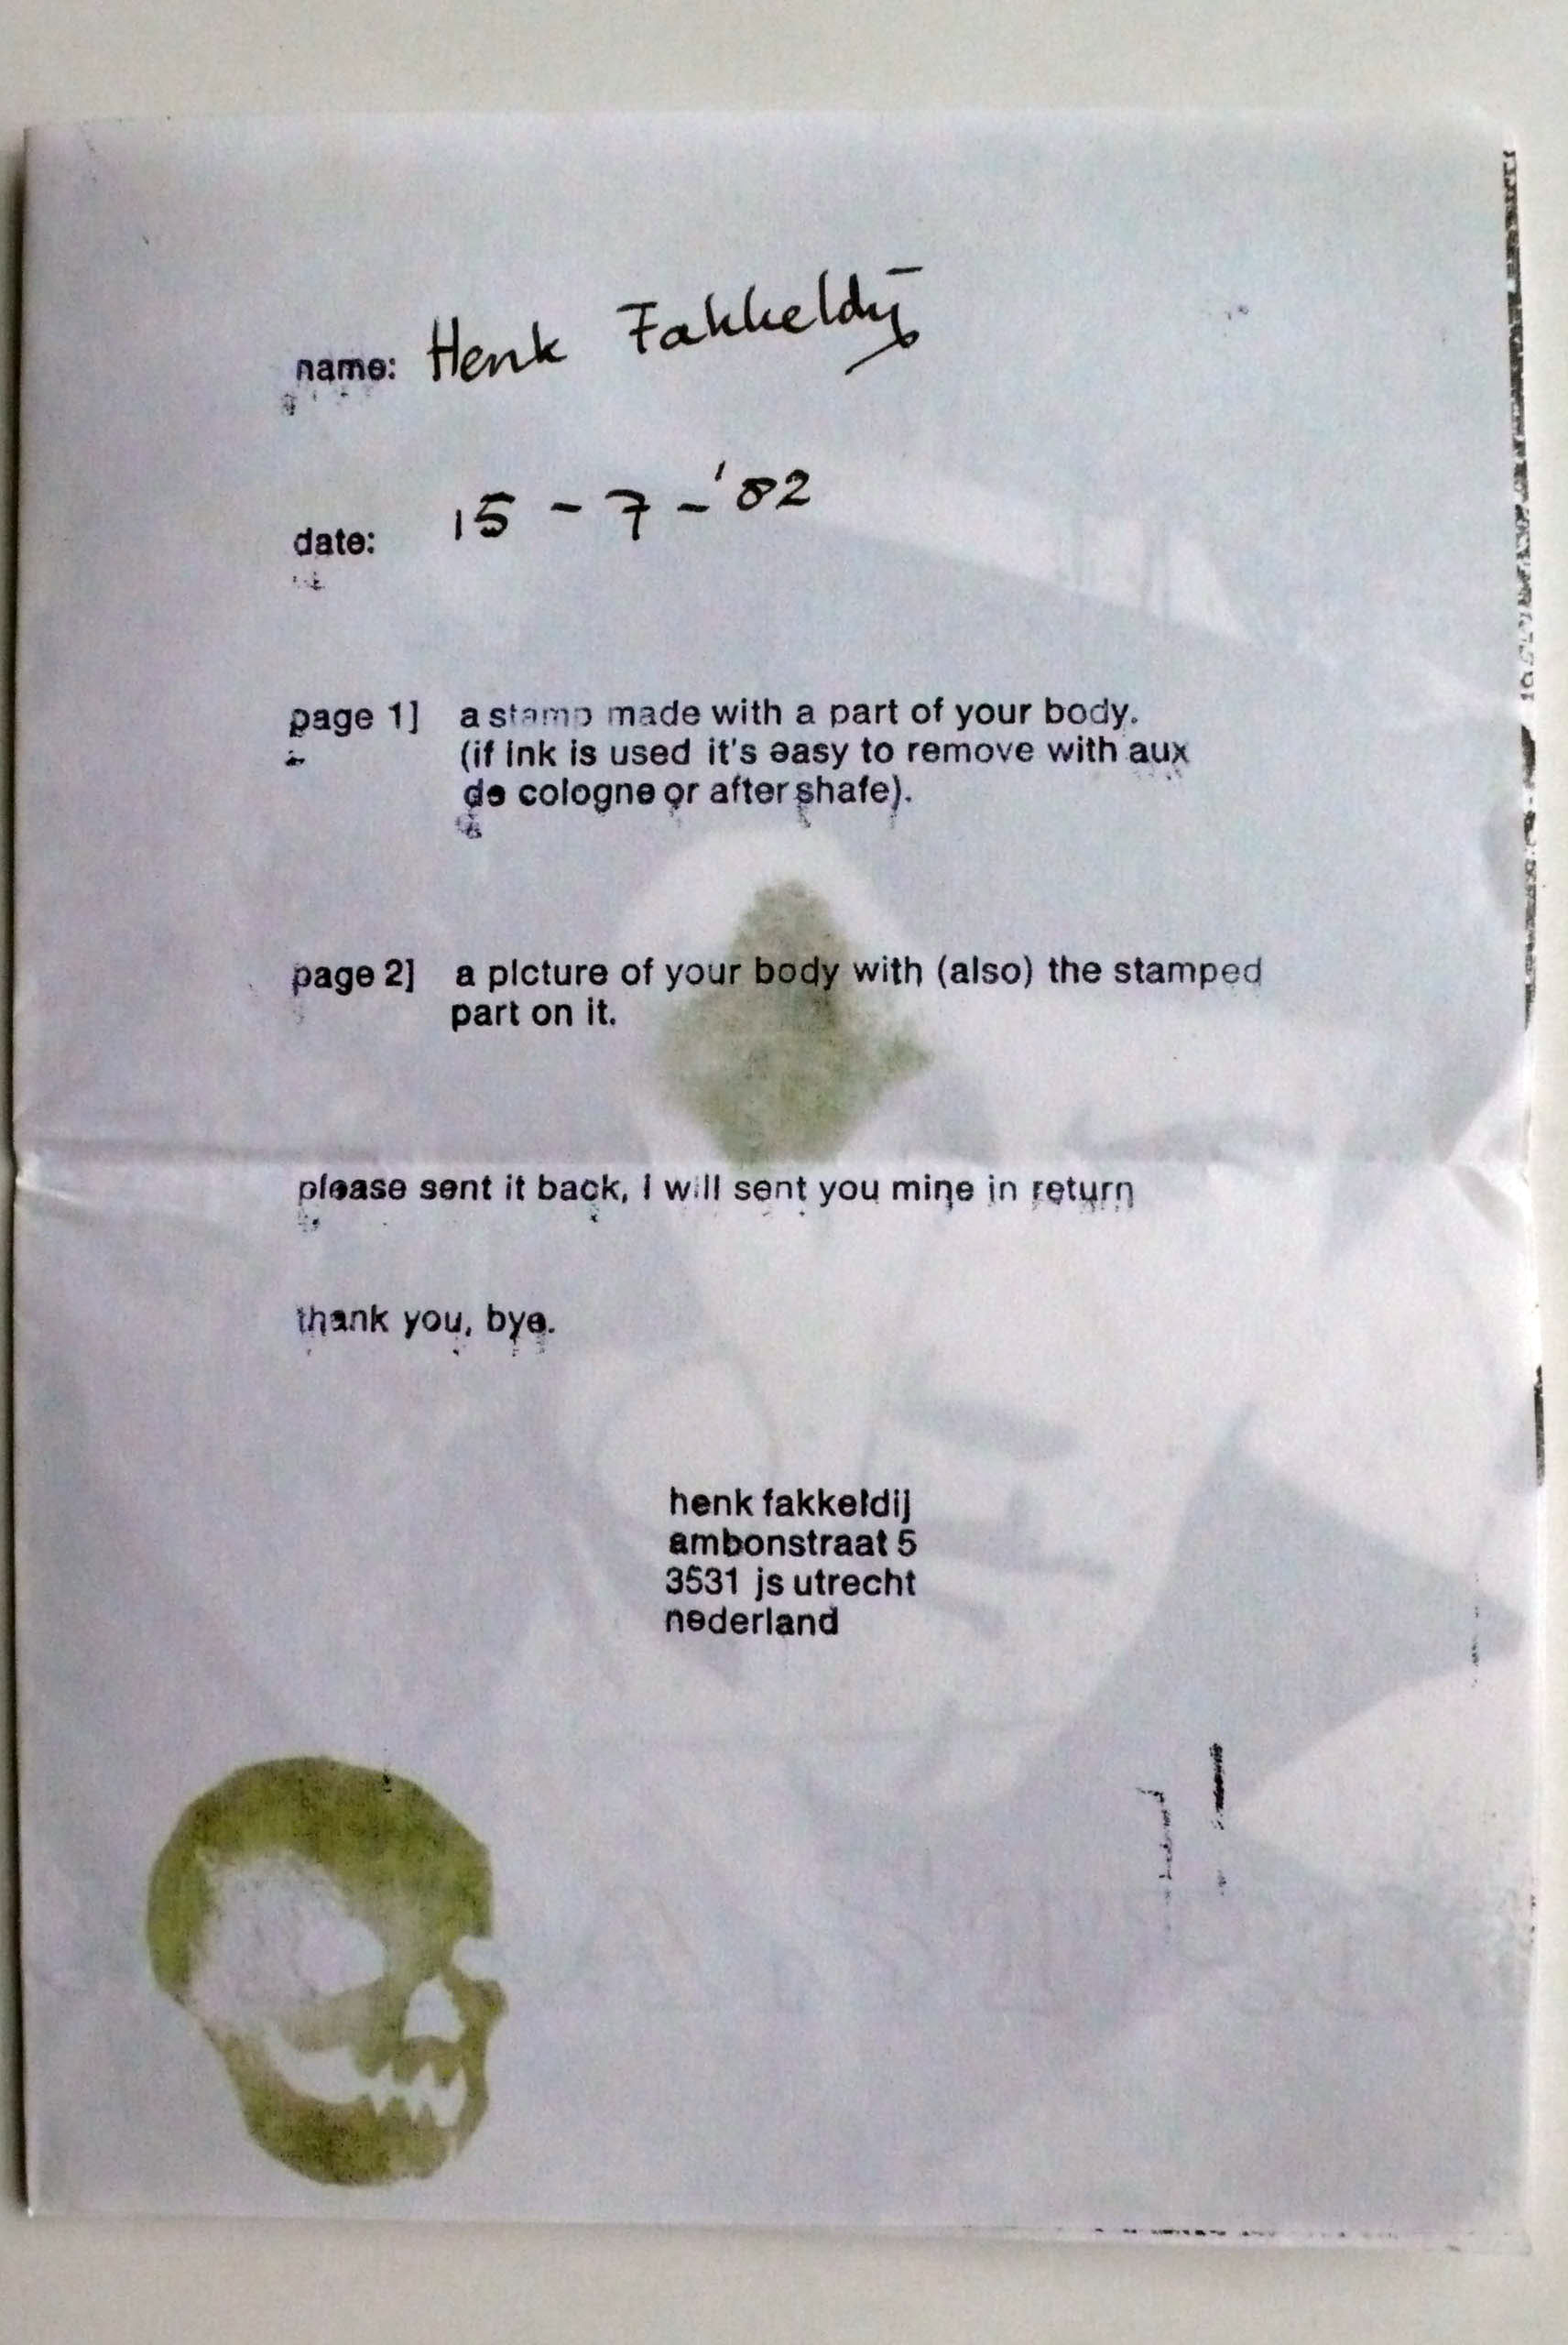 name: Henk Fakkeldij
date: 15 - 7 - '82
page 1] a stamp made with a part of your body.
(if ink is used it's easy to remove with aux
de cologne or after shafe).
page 2] a picture of your body with (also) the stamped
part on it.
please sent it back, I will sent you mine in return
thank you, bye.
henk fakkeldij
ambonstraat 5
3531 js utrecht
nederland